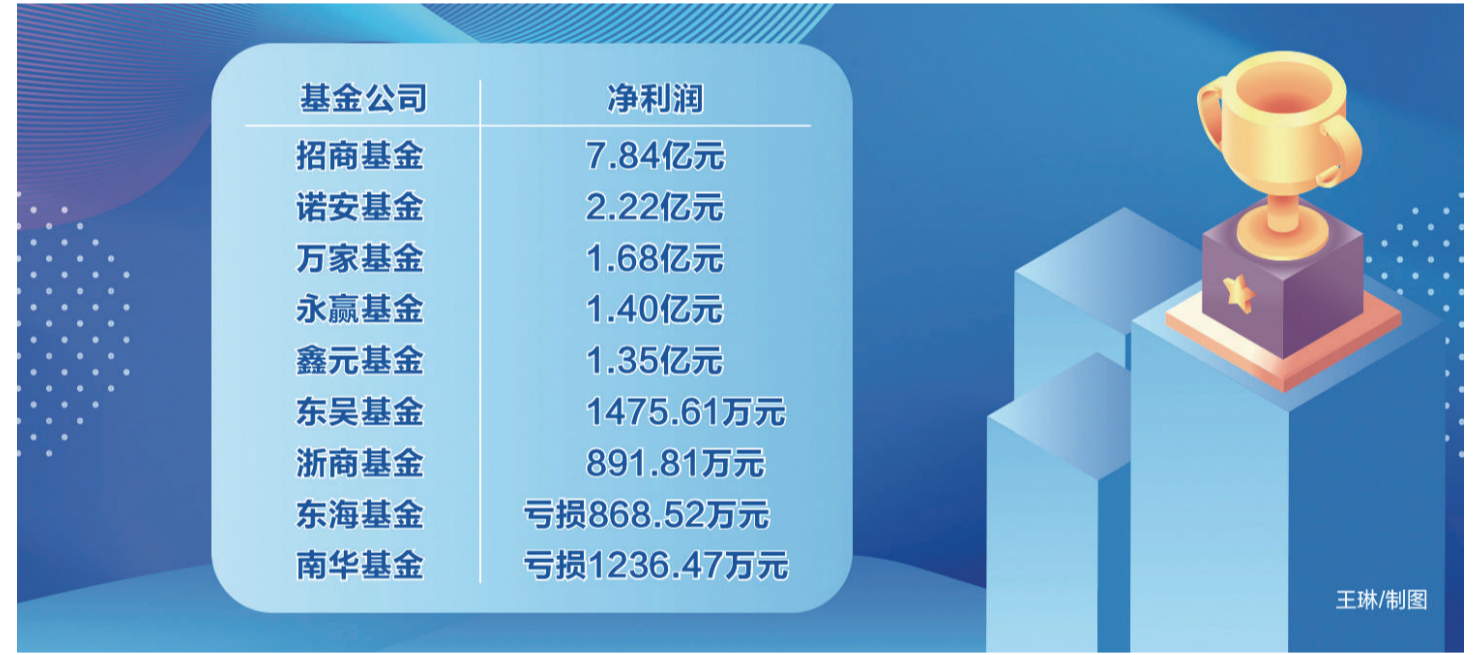 基金公司 净利润
招商基金 7.84亿元
诺安基金 2.22亿元
万家基金 1.68亿元
永赢基金 1.40亿元
鑫元基金 1.35亿元
东吴基金 1475.61万元
浙商基金 891.81万元
东海基金 亏损868.52万元
南华基金 亏损1236.47万元
王琳/制图